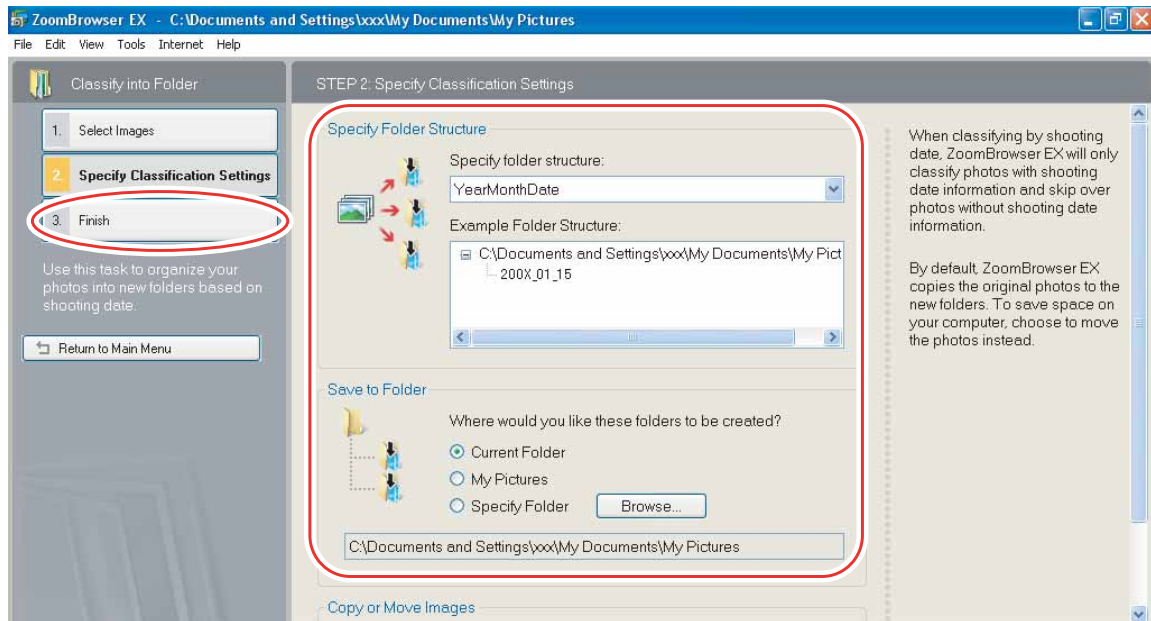 ZoomBrowser EX - C:\Documents and Settings\xxx\My Documents\My Pictures
File Edit View Tools Internet Help
Classify into Folder
1. Select Images
2. Specify Classification Settings
3. Finish
Use this task to organize your
photos into new folders based on
shooting date.
Return to Main Menu
STEP 2: Specify Classification Settings
Specify Folder Structure
Specify folder structure:
YearMonthDate
Example Folder Structure:
C:\Documents and Settings\xxx\My Documents\My Pict
200X_01_15
Save to Folder
Where would you like these folders to be created?
Current Folder
My Pictures
Specify Folder Browse...
C:\Documents and Settings\xxx\My Documents\My Pictures
Copy or Move Images
When classifying by shooting
date, ZoomBrowser EX will only
classify photos with shooting
date information and skip over
photos without shooting date
information.
By default, ZoomBrowser EX
copies the original photos to the
new folders. To save space on
your computer, choose to move
the photos instead.